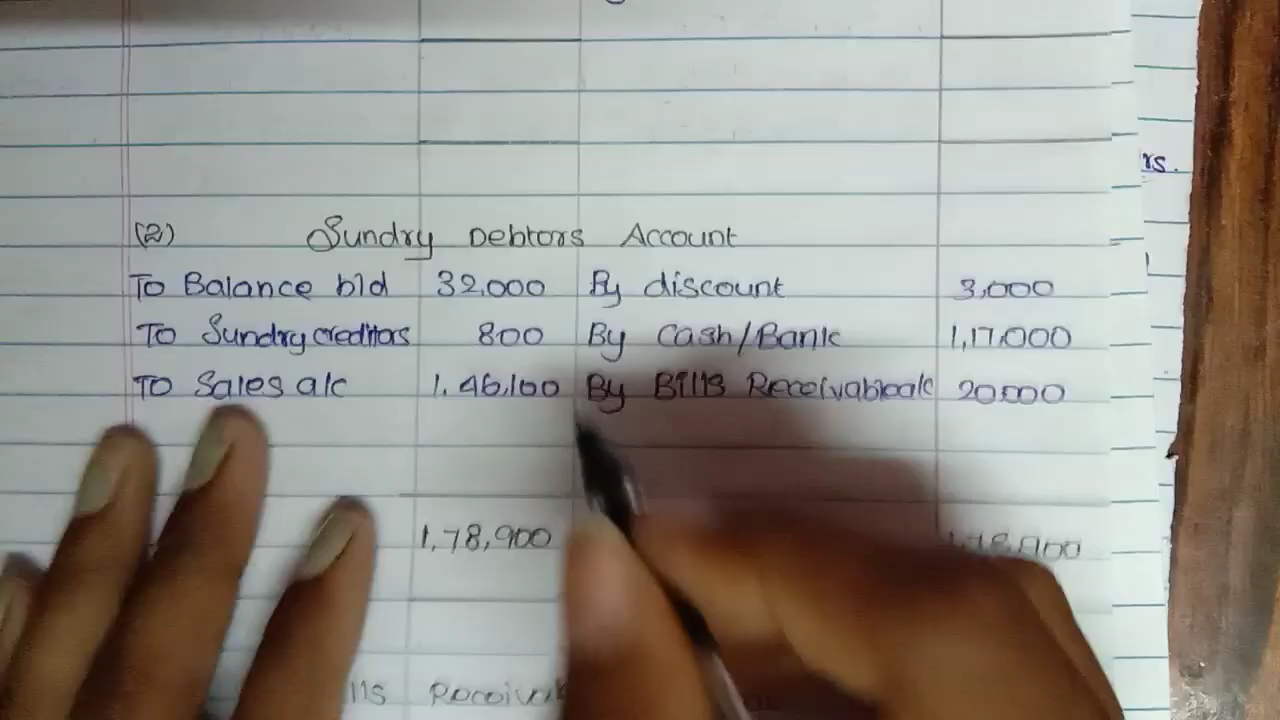 rs.
(2) Sundry Debtors Account
To Balance b/d 32,000 By discount 3,000
To Sundry creditors 800 By Cash/Bank 1,17,000
To Sales a/c 1,46,100 By Bills Receivable a/c 20,000
1,78,900